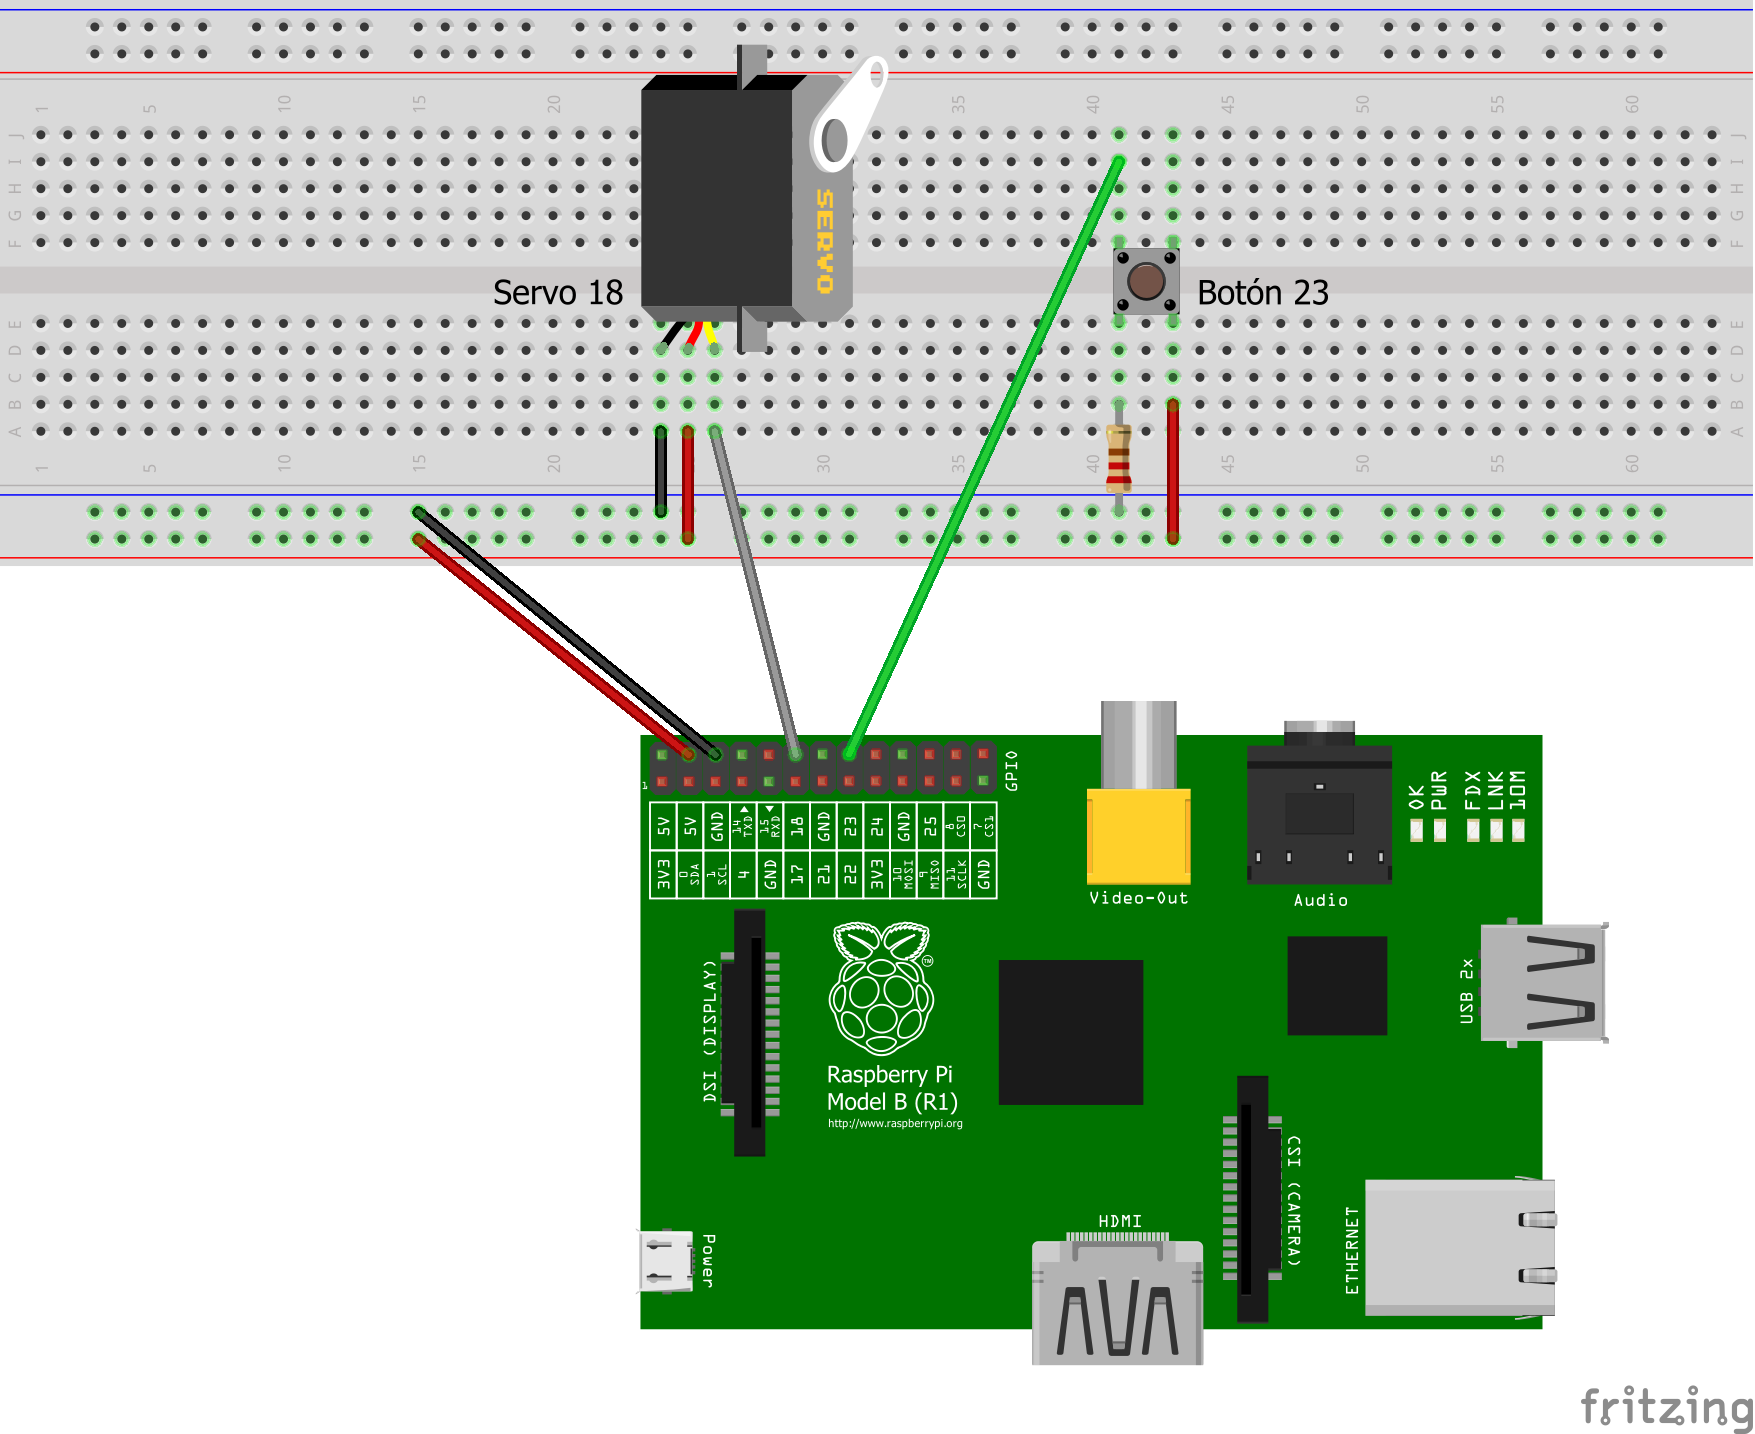 1 5 10 15 20 35 40 45 50 55 60
J J
I I
H H
G G
F F
SERVO
Servo 18
Botón 23
E E
D D
C C
B B
A A
1 5 10 15 20 30 35 40 45 50 55 60
1
GPIO
5V 5V GND 14 TXD 15 RXD 18 GND 23 24 GND 25 8 CS0 7 CS1
3V3 0 SDA 1 SCL 4 GND 17 21 22 3V3 10 MOSI 9 MISO 11 SCLK GND
OK
PWR
FDX
LNK
10M
Video-Out
Audio
DSI (DISPLAY)
TM
USB 2x
Raspberry Pi
Model B (R1)
http://www.raspberrypi.org
CSI (CAMERA)
Power
HDMI
ETHERNET
fritzing